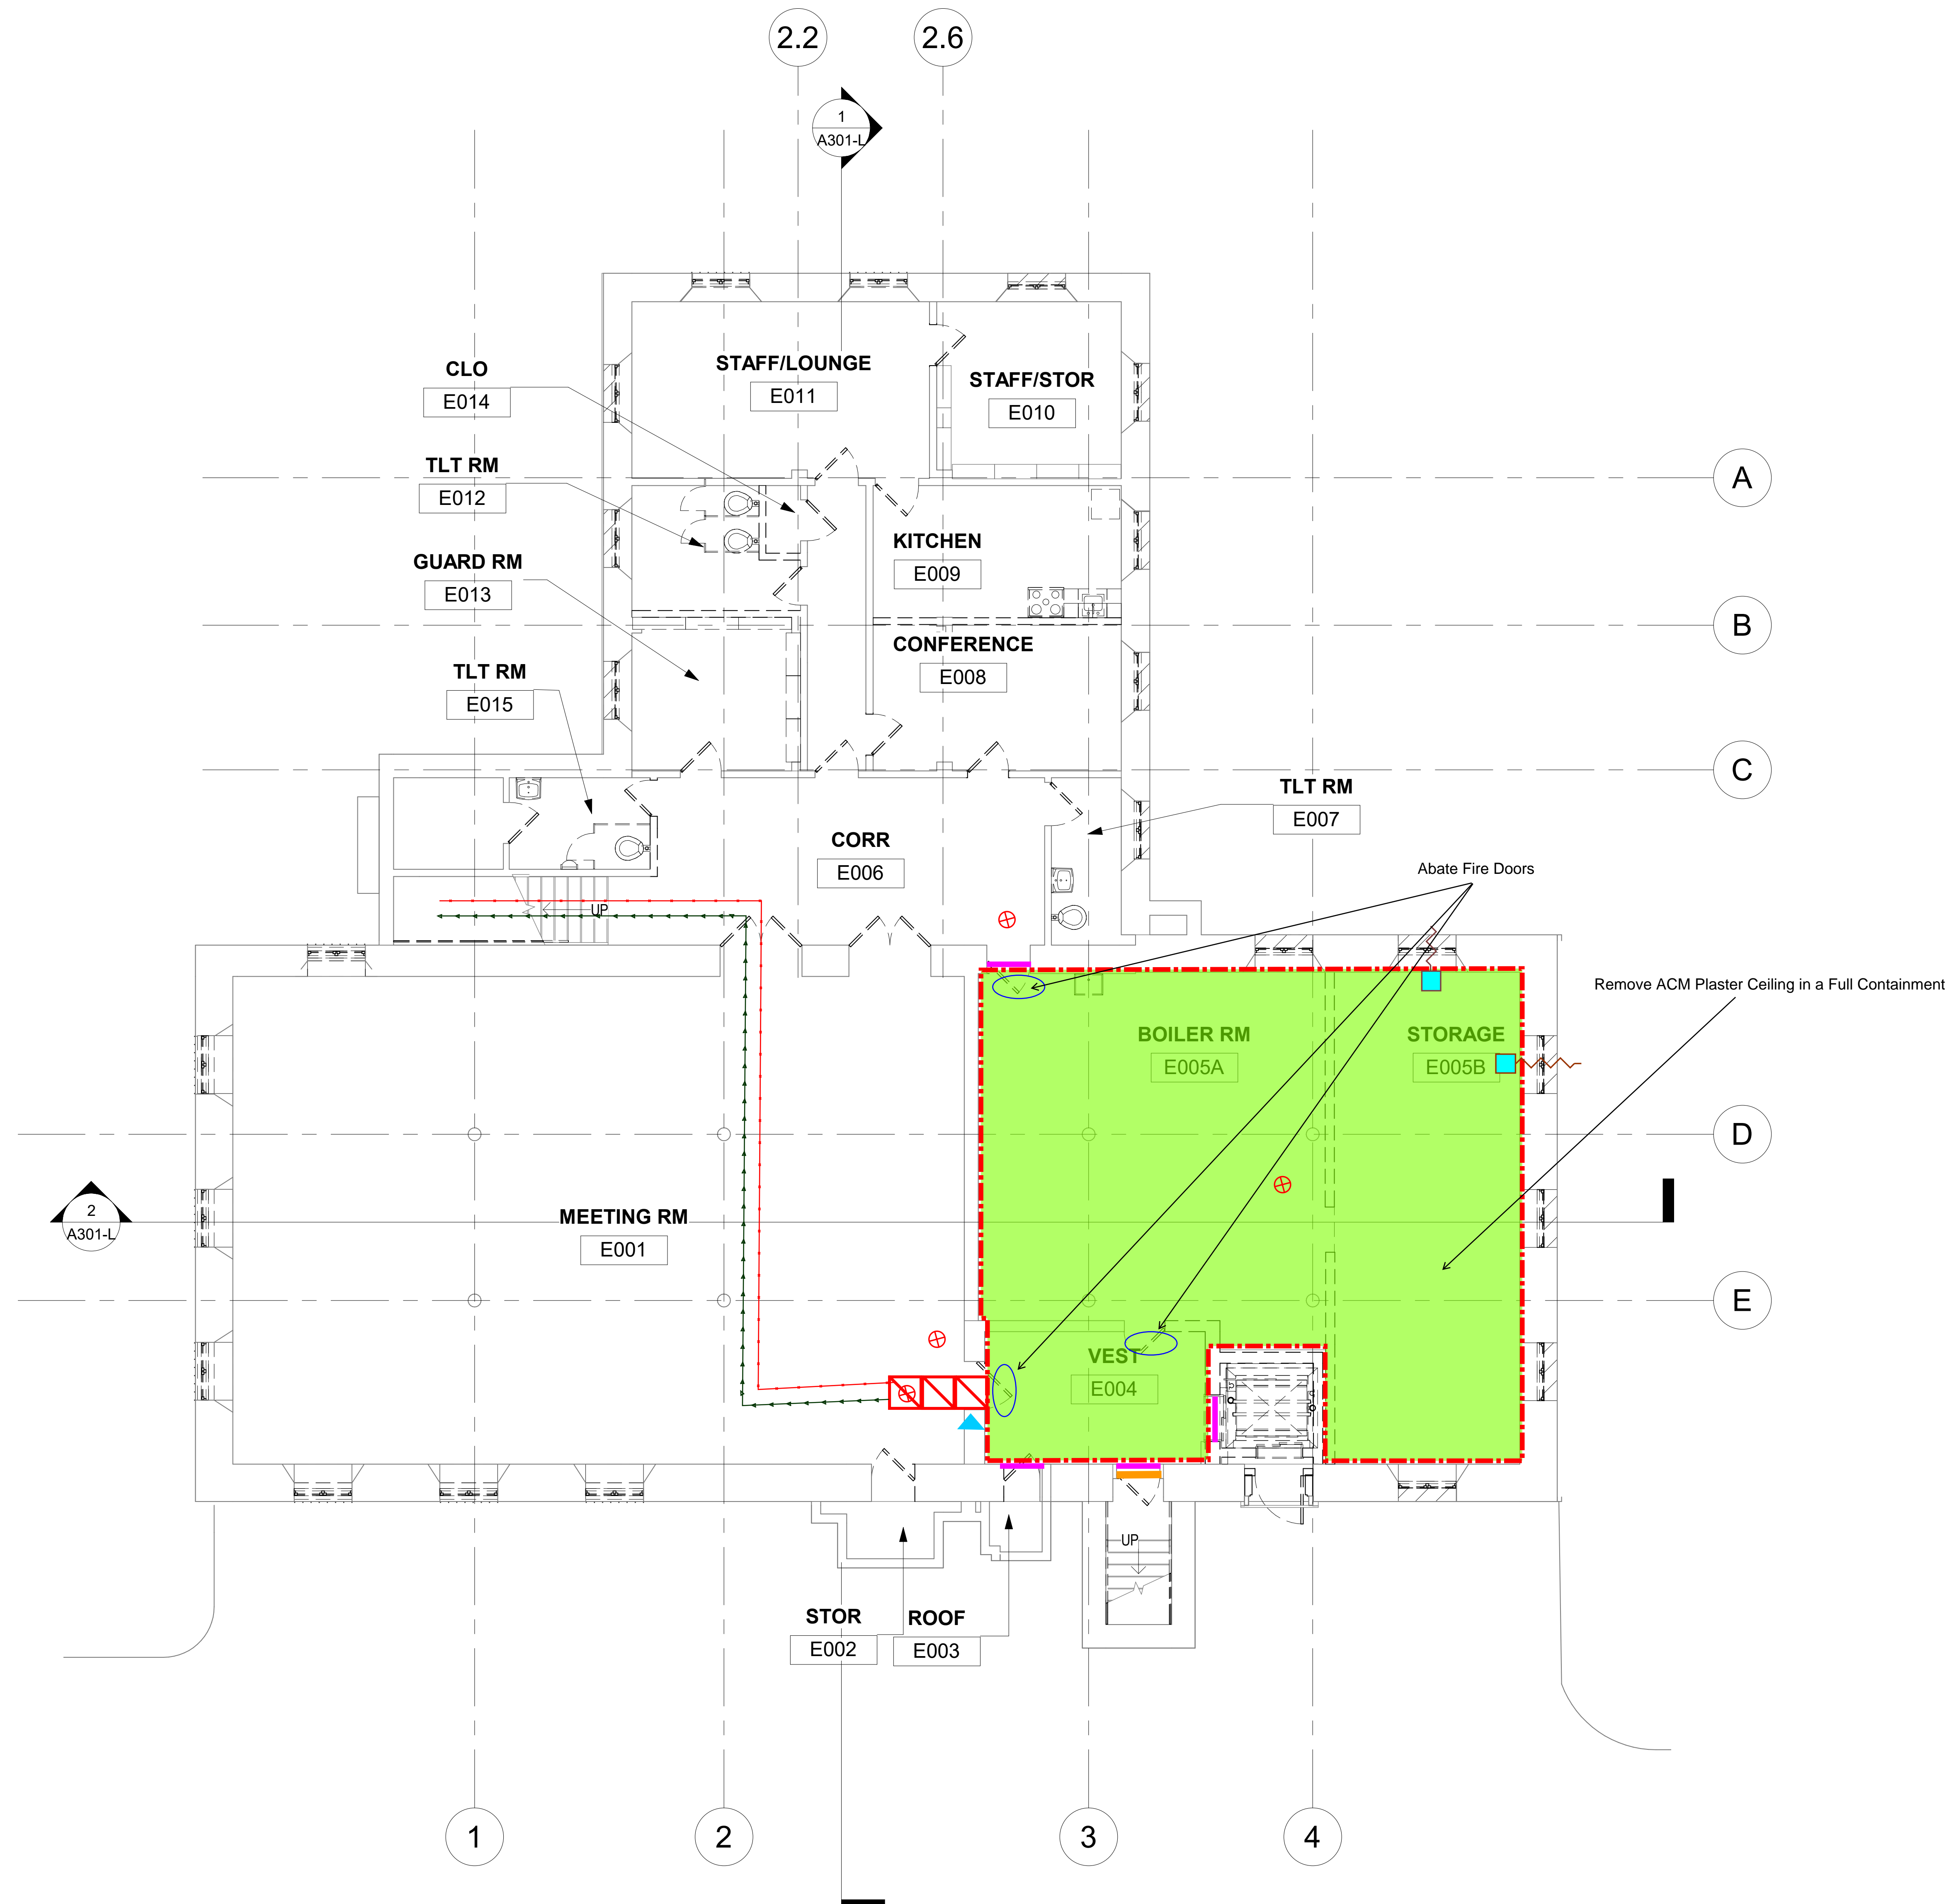 2.2
2.6
1
A301-L
CLO
E014
STAFF/LOUNGE
E011
STAFF/STOR
E010
TLT RM
E012
A
GUARD RM
E013
KITCHEN
E009
B
CONFERENCE
E008
TLT RM
E015
C
TLT RM
E007
CORR
E006
Abate Fire Doors
UP
Remove ACM Plaster Ceiling in a Full Containment
BOILER RM
E005A
STORAGE
E005B
D
2
A301-L
MEETING RM
E001
E
VEST
E004
UP
STOR
E002
ROOF
E003
1
2
3
4